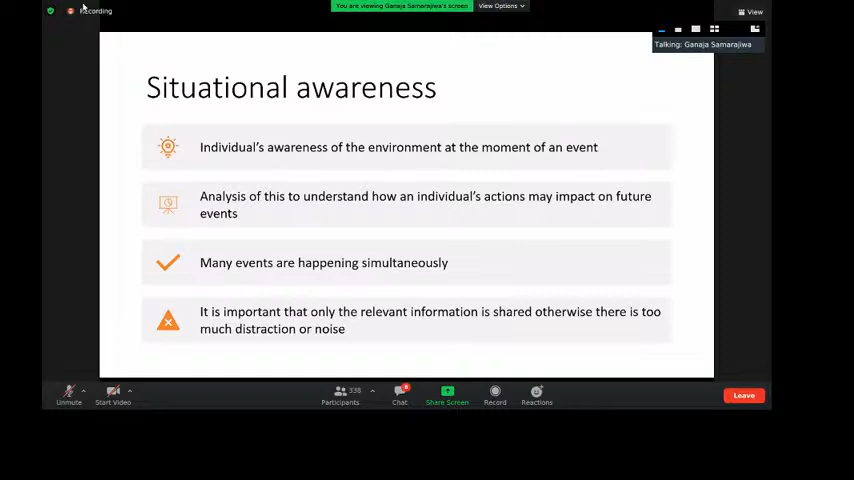 Recording
You are viewing Ganaja Samarajiwa's screen
View Options
View
Talking: Ganaja Samarajiwa
Situational awareness
Individual's awareness of the environment at the moment of an event
Analysis of this to understand how an individual's actions may impact on future
events
Many events are happening simultaneously
It is important that only the relevant information is shared otherwise there is too
much distraction or noise
Unmute
Start Video
338
Participants
8
Chat
Share Screen
Record
Reactions
Leave